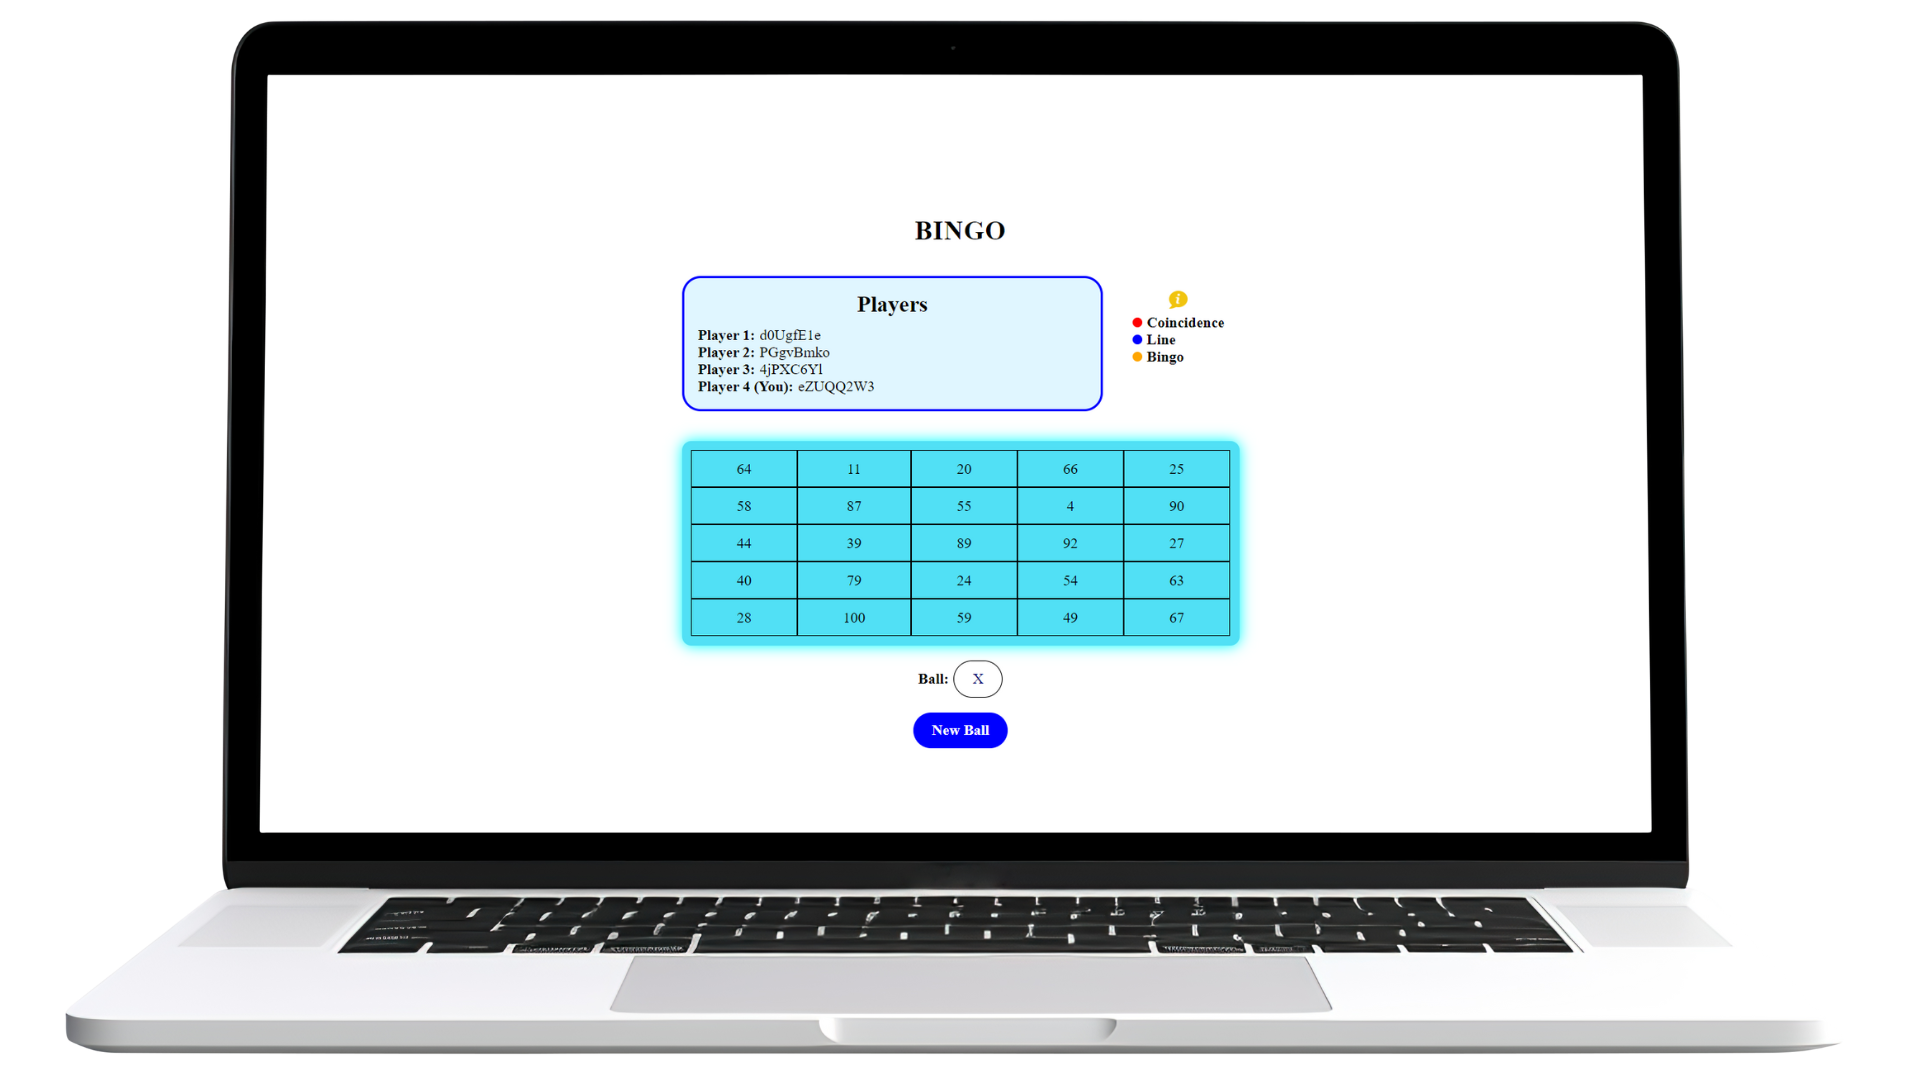 BINGO
Players
Player 1: d0UgfE1e
Player 2: PGgvBmko
Player 3: 4jPXC6Yl
Player 4 (You): eZUQQ2W3
Coincidence
Line
Bingo
64 11 20 66 25
58 87 55 4 90
44 39 89 92 27
40 79 24 54 63
28 100 59 49 67
Ball: X
New Ball